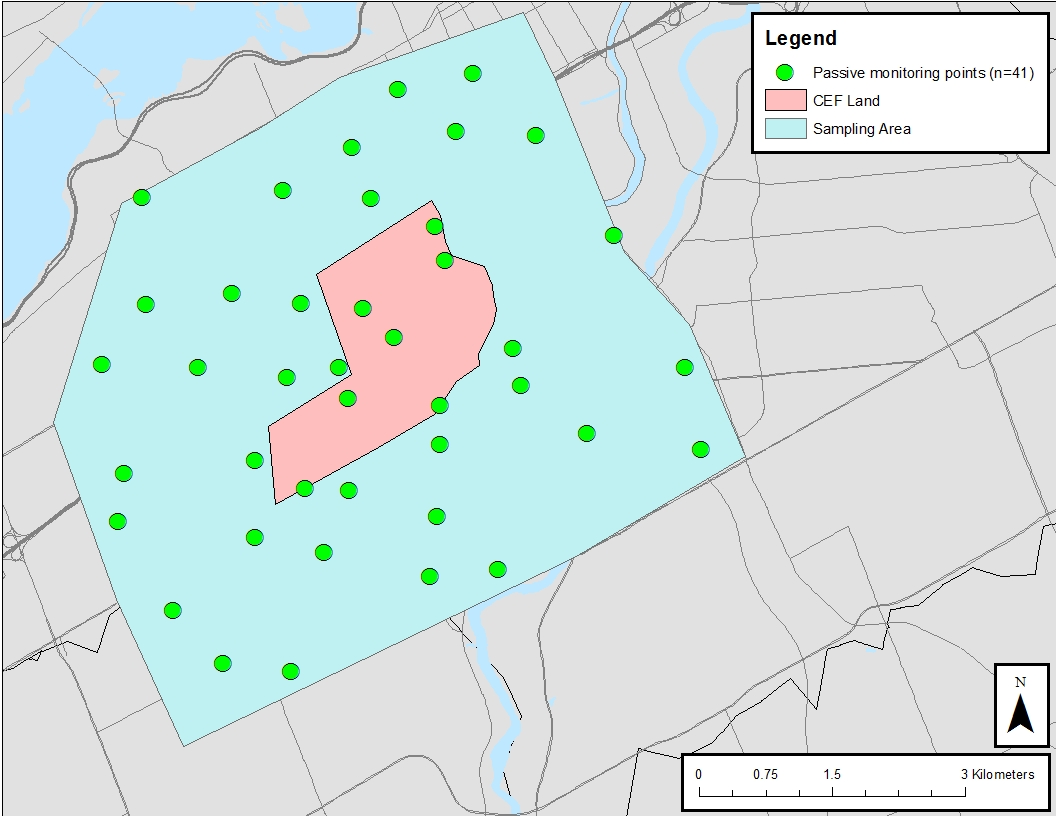 Legend
Passive monitoring points (n=41)
CEF Land
Sampling Area
N
0 0.75 1.5 3 Kilometers